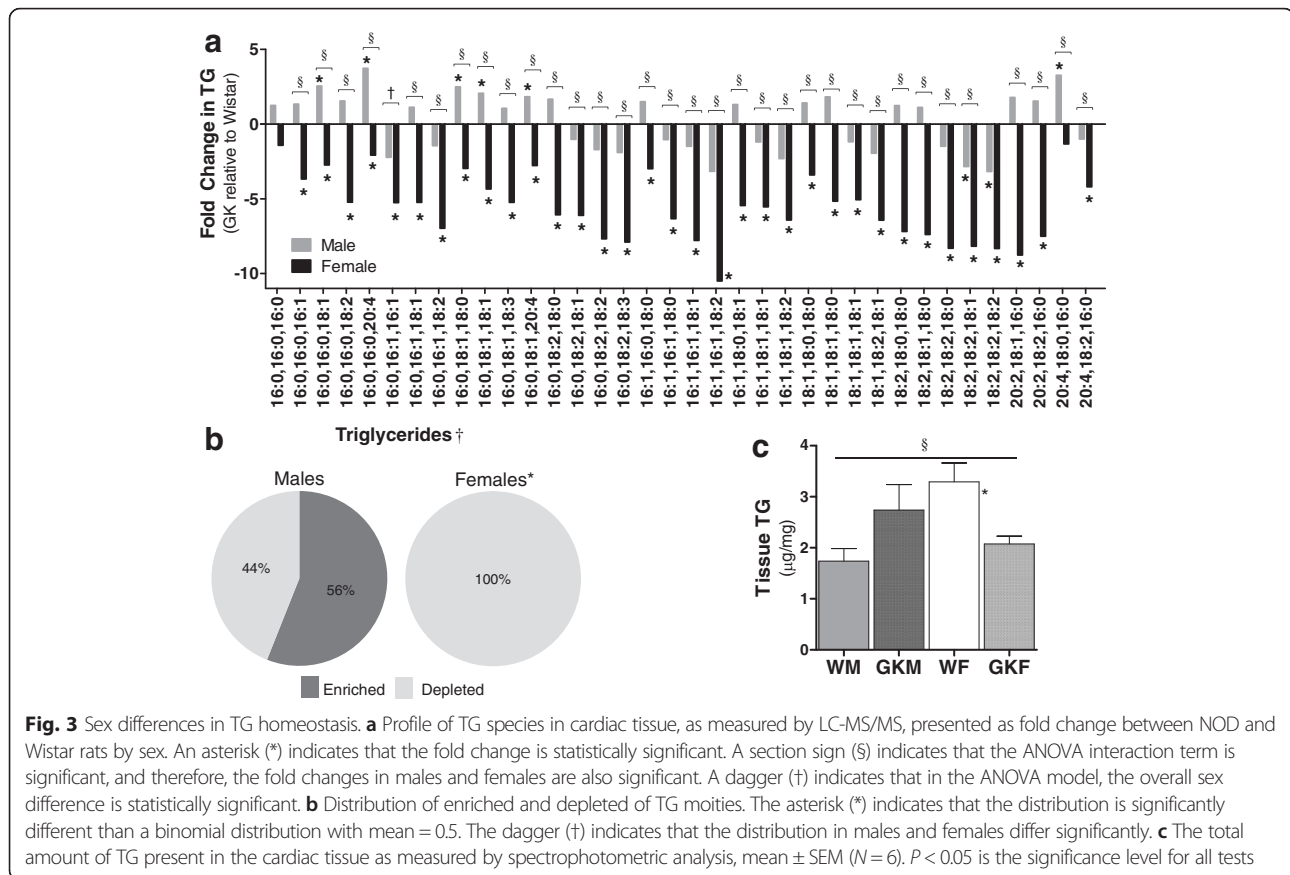 a
Fold Change in TG
(GK relative to Wistar)
5
0
-5
-10
Male
Female
§ § § § † § § § § § § § § § § § § § § § § § § § § § § § § § § § §
* * * * * *
* * * * * * * * * * * * * * * * * * * * * * * * * * * * * * * * * *
16:0,16:0,16:0
16:0,16:0,16:1
16:0,16:0,18:1
16:0,16:0,18:2
16:0,16:0,20:4
16:0,16:1,16:1
16:0,16:1,18:1
16:0,16:1,18:2
16:0,18:1,18:0
16:0,18:1,18:1
16:0,18:1,18:3
16:0,18:1,20:4
16:0,18:2,18:0
16:0,18:2,18:1
16:0,18:2,18:2
16:0,18:2,18:3
16:1,16:0,18:0
16:1,16:0,18:1
16:1,16:1,18:1
16:1,16:1,18:2
16:1,18:0,18:1
16:1,18:1,18:1
16:1,18:1,18:2
18:0,18:1,18:0
18:1,18:1,18:0
18:1,18:1,18:1
18:1,18:2,18:1
18:2,18:0,18:0
18:2,18:0,18:1
18:2,18:2,18:0
18:2,18:2,18:1
18:2,18:2,18:2
20:2,18:1,16:0
20:2,18:2,16:0
20:4,18:0,16:0
20:4,18:2,16:0
b
Triglycerides †
Males
Females*
44%
56%
100%
Enriched
Depleted
c
Tissue TG
(µg/mg)
4
3
2
1
0
§
*
WM GKM WF GKF
Fig. 3 Sex differences in TG homeostasis. a Profile of TG species in cardiac tissue, as measured by LC-MS/MS, presented as fold change between NOD and
Wistar rats by sex. An asterisk (*) indicates that the fold change is statistically significant. A section sign (§) indicates that the ANOVA interaction term is
significant, and therefore, the fold changes in males and females are also significant. A dagger (†) indicates that in the ANOVA model, the overall sex
difference is statistically significant. b Distribution of enriched and depleted of TG moities. The asterisk (*) indicates that the distribution is significantly
different than a binomial distribution with mean = 0.5. The dagger (†) indicates that the distribution in males and females differ significantly. c The total
amount of TG present in the cardiac tissue as measured by spectrophotometric analysis, mean ± SEM (N = 6). P < 0.05 is the significance level for all tests